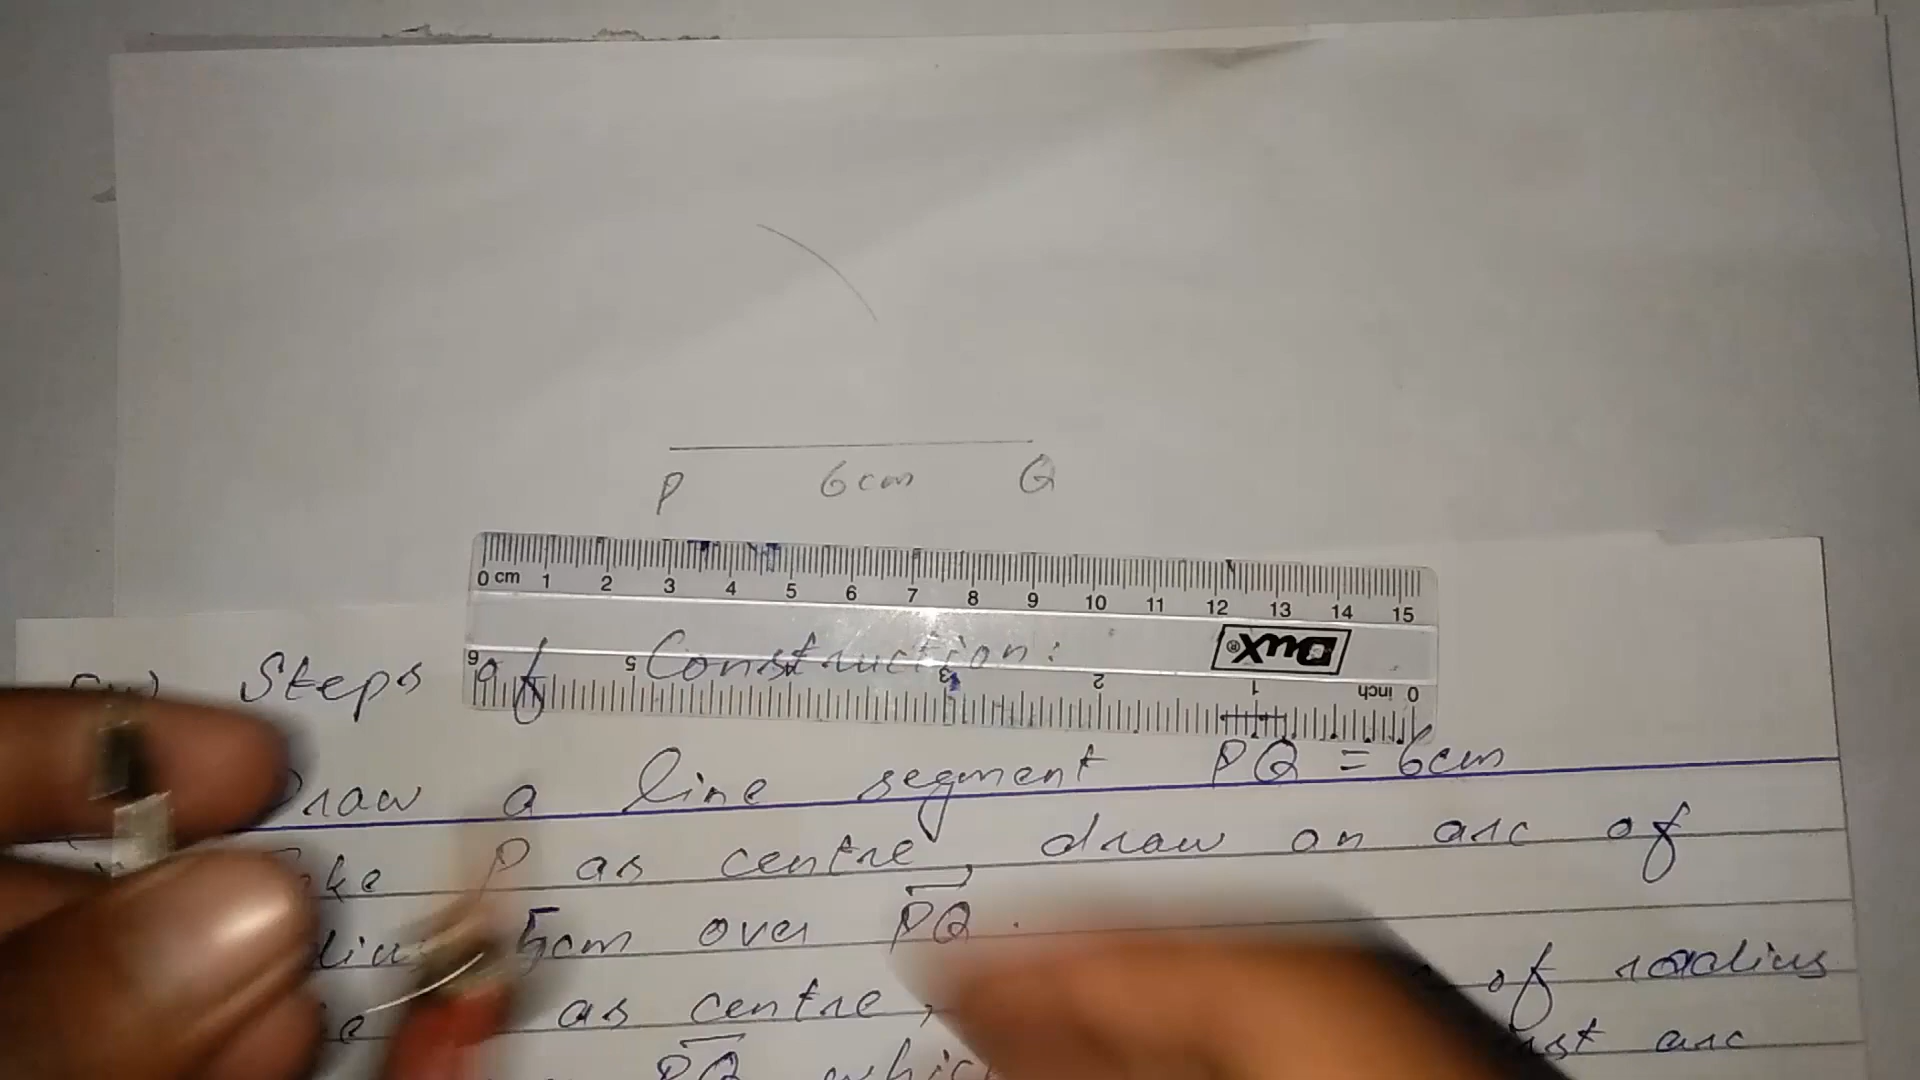 P 6cm Q
0 cm 1 2 3 4 5 6 7 8 9 10 11 12 13 14 15
Dux®
6 5 3 2 1 inch 0
Steps of Construction:
Draw a line segment PQ = 6cm
P as centre, draw an arc of
5cm over PQ.
as centre, of radius
PQ arc